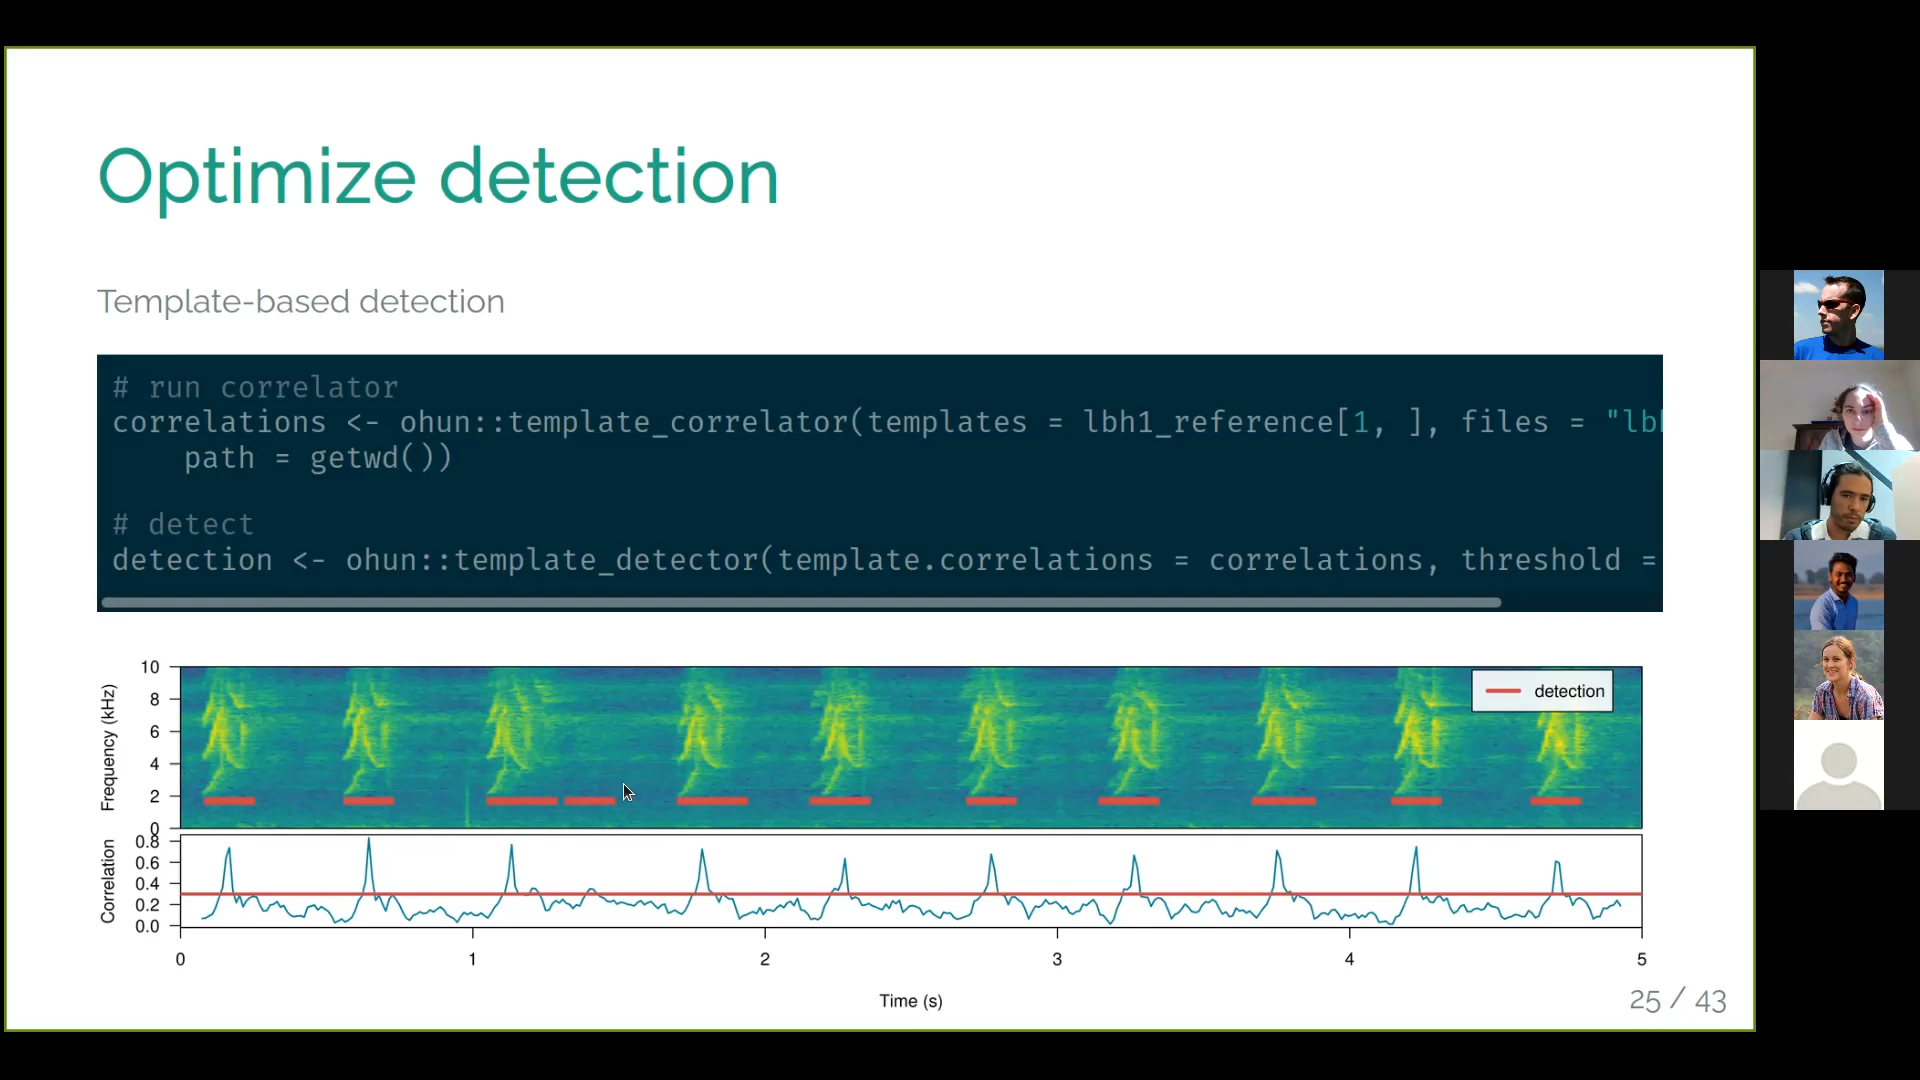 Optimize detection
Template-based detection
# run correlator
correlations <- ohun::template_correlator(templates = lbh1_reference[1, ], files = "lb
path = getwd())
# detect
detection <- ohun::template_detector(template.correlations = correlations, threshold =
Frequency (kHz)
10
8
6
4
2
0
detection
Correlation
0.8
0.6
0.4
0.2
0.0
0 1 2 3 4 5
Time (s)
25 / 43